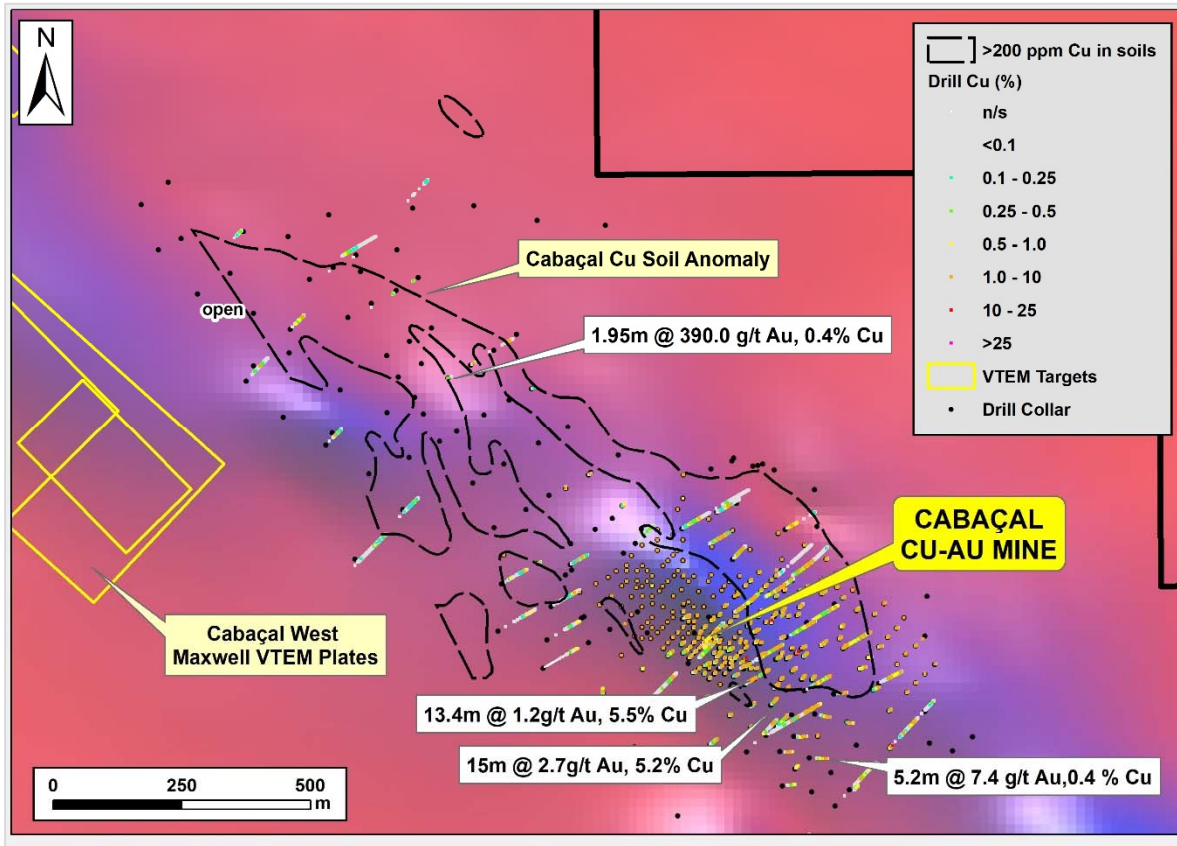 N
>200 ppm Cu in soils
Drill Cu (%)
n/s
<0.1
0.1 - 0.25
0.25 - 0.5
0.5 - 1.0
1.0 - 10
10 - 25
>25
VTEM Targets
Drill Collar
Cabaçal Cu Soil Anomaly
open
1.95m @ 390.0 g/t Au, 0.4% Cu
CABAÇAL
CU-AU MINE
Cabaçal West
Maxwell VTEM Plates
13.4m @ 1.2g/t Au, 5.5% Cu
15m @ 2.7g/t Au, 5.2% Cu
5.2m @ 7.4 g/t Au,0.4 % Cu
0 250 500
m